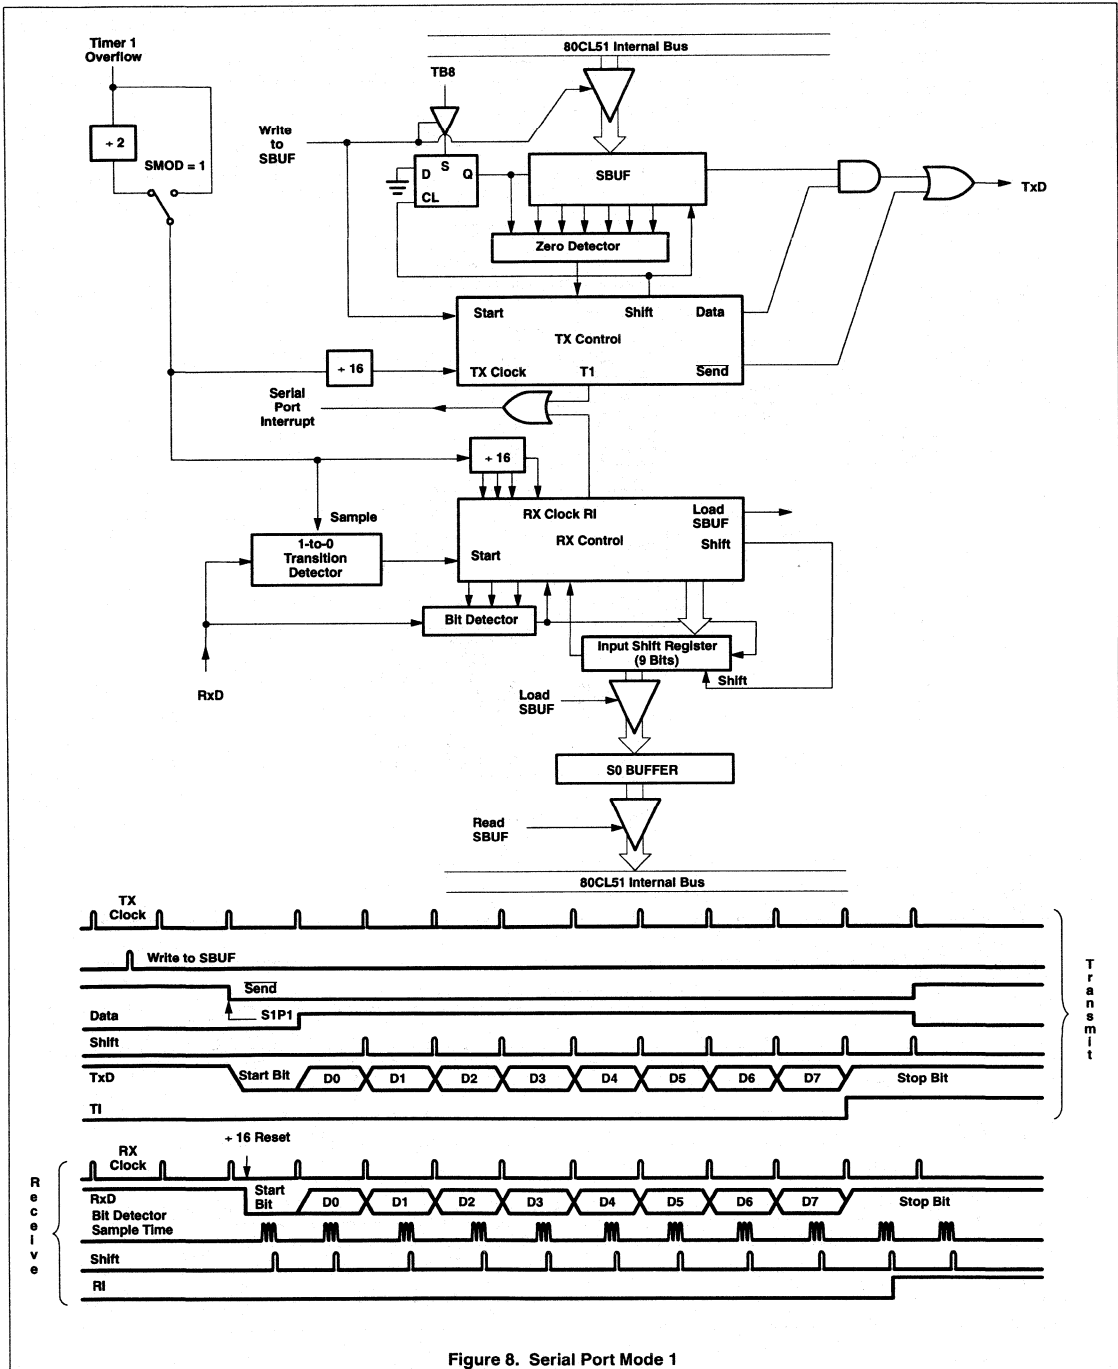 80CL51 Internal Bus
Timer 1
Overflow
TB8
÷ 2
SMOD = 1
Write
to
SBUF
D
S
Q
CL
SBUF
TxD
Zero Detector
Start
Shift
Data
TX Control
TX Clock
T1
Send
÷ 16
Serial
Port
Interrupt
÷ 16
Sample
RX Clock RI
Load
SBUF
RX Control
Shift
Start
1-to-0
Transition
Detector
Bit Detector
Input Shift Register
(9 Bits)
Shift
RxD
Load
SBUF
S0 BUFFER
Read
SBUF
80CL51 Internal Bus
TX
Clock
Write to SBUF
Send
S1P1
Data
Shift
TxD
Start Bit
D0
D1
D2
D3
D4
D5
D6
D7
Stop Bit
TI
Transmit
÷ 16 Reset
RX
Clock
RxD
Start
Bit
D0
D1
D2
D3
D4
D5
D6
D7
Stop Bit
Bit Detector
Sample Time
Shift
RI
Receive
Figure 8. Serial Port Mode 1